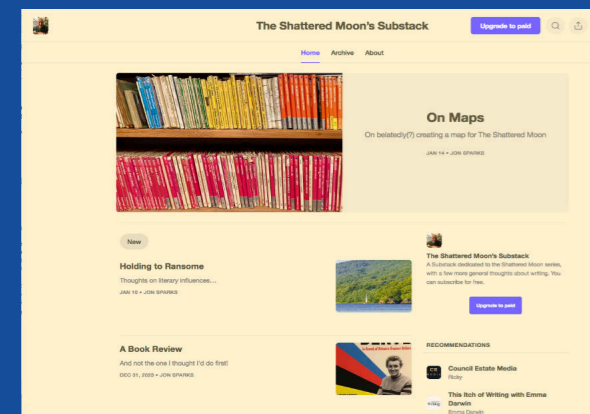 The Shattered Moon's Substack
Upgrade to paid
Home Archive About
On Maps
On belatedly(?) creating a map for The Shattered Moon
JAN 14 • JON SPARKS
New
Holding to Ransome
Thoughts on literary influences...
JAN 10 • JON SPARKS
The Shattered Moon's Substack
A Substack dedicated to the Shattered Moon series,
with a few more general thoughts about writing. You
can subscribe for free.
Upgrade to paid
A Book Review
And not the one I thought I'd do first!
DEC 31, 2023 • JON SPARKS
RECOMMENDATIONS
Council Estate Media
Ricky
This Itch of Writing with Emma
Darwin
Emma Darwin